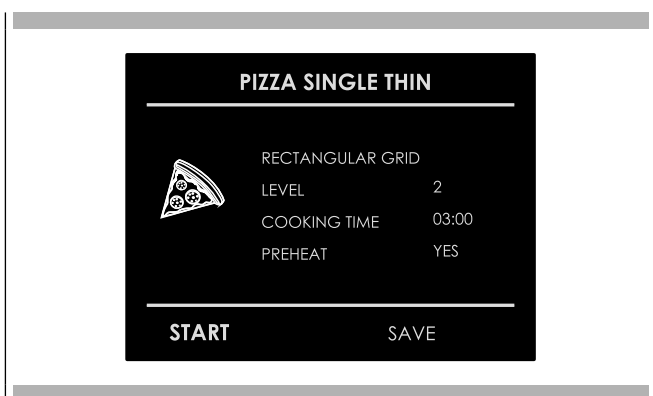 PIZZA SINGLE THIN
RECTANGULAR GRID
LEVEL 2
COOKING TIME 03:00
PREHEAT YES
START SAVE